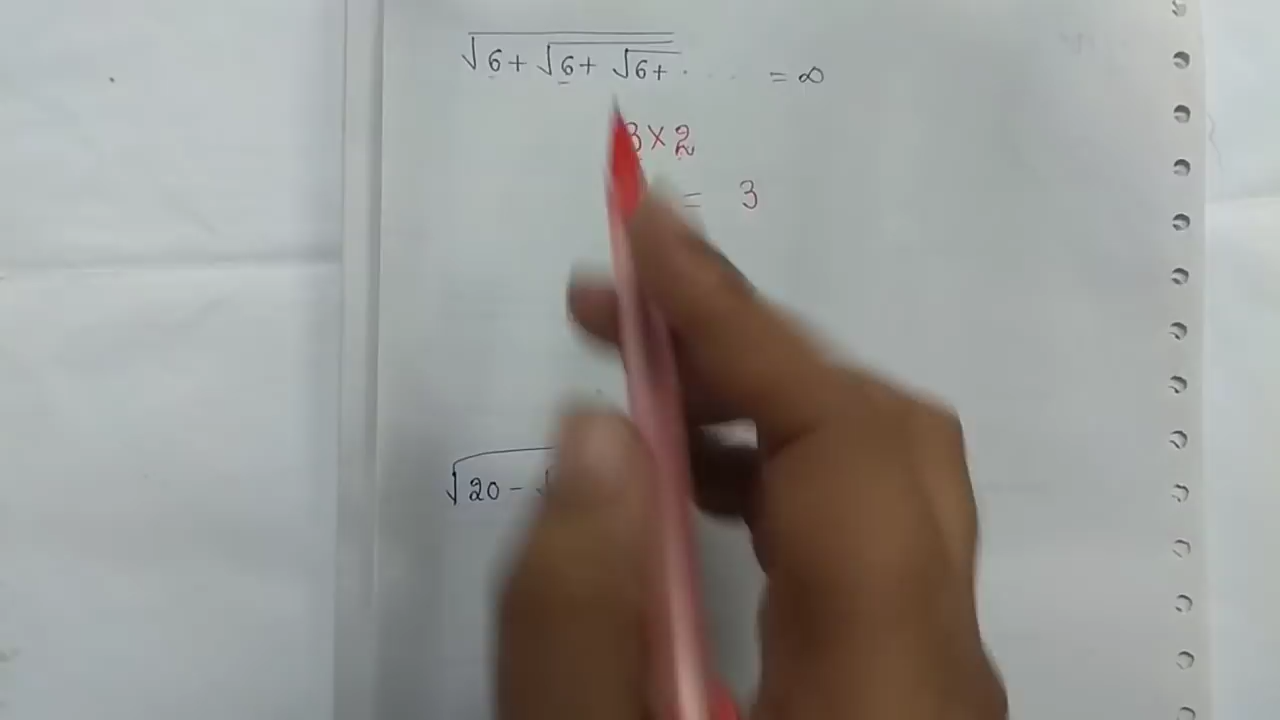 √6+ √6+ √6+ . . . = ∞
3×2
= 3
√20 - √